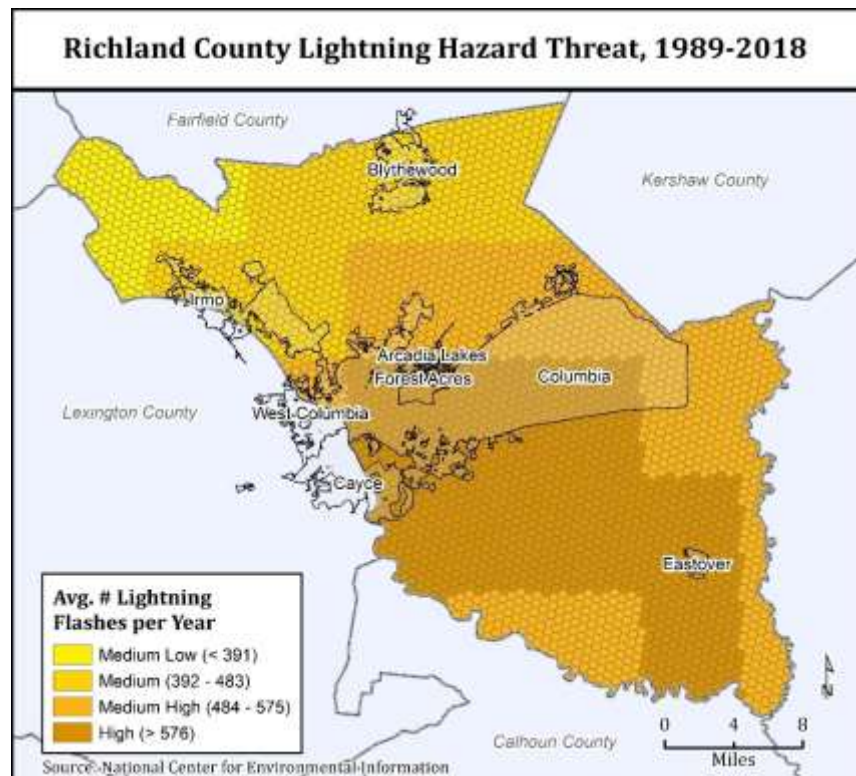 Richland County Lightning Hazard Threat, 1989-2018
Fairfield County
Blythewood
Kershaw County
Irmo
Arcadia Lakes
Forest Acres
Columbia
Lexington County
West Columbia
Cayce
Eastover
Avg. # Lightning
Flashes per Year
Medium Low (< 391)
Medium (392 - 483)
Medium High (484 - 575)
High (> 576)
N
0 4 8
Miles
Calhoun County
Source: National Center for Environmental Information